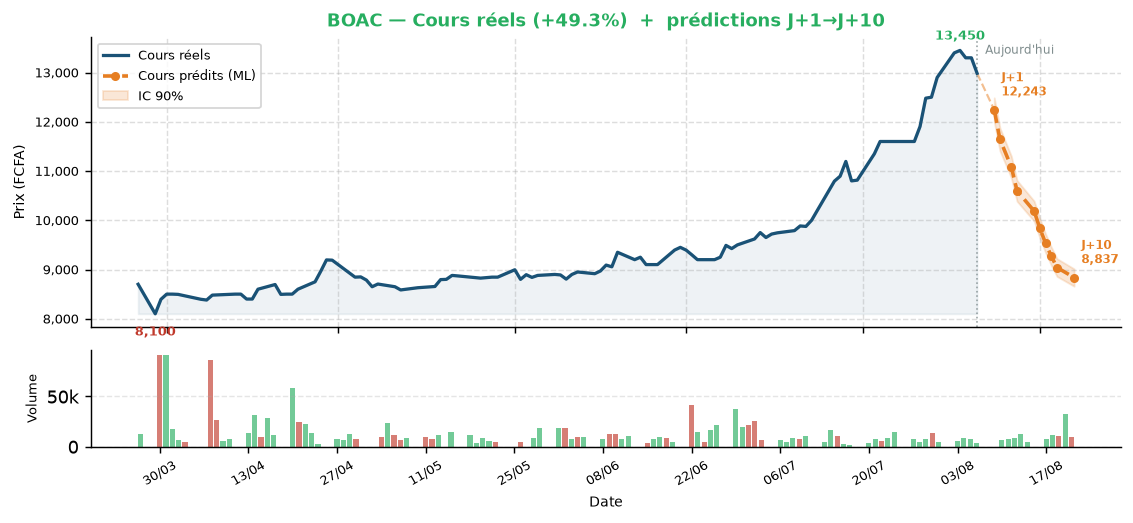 BOAC — Cours réels (+49.3%) + prédictions J+1→J+10
Cours réels
Cours prédits (ML)
IC 90%
13,450
Aujourd'hui
J+1
12,243
J+10
8,837
8,100
Prix (FCFA)
13,000
12,000
11,000
10,000
9,000
8,000
Volume
50k
0
30/03
13/04
27/04
11/05
25/05
08/06
22/06
06/07
20/07
03/08
17/08
Date